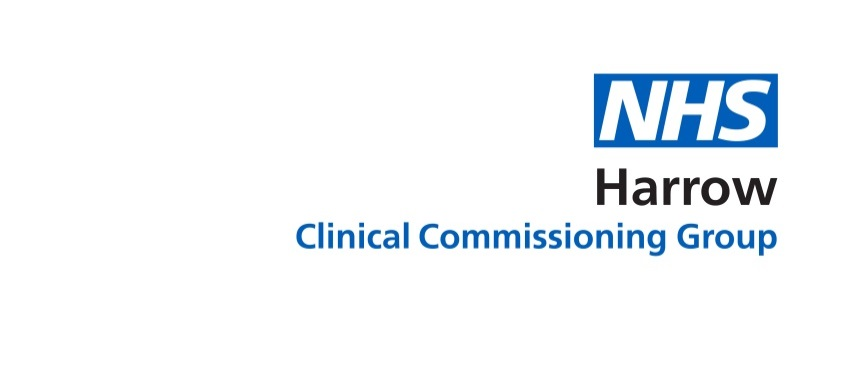 NHS
Harrow
Clinical Commissioning Group